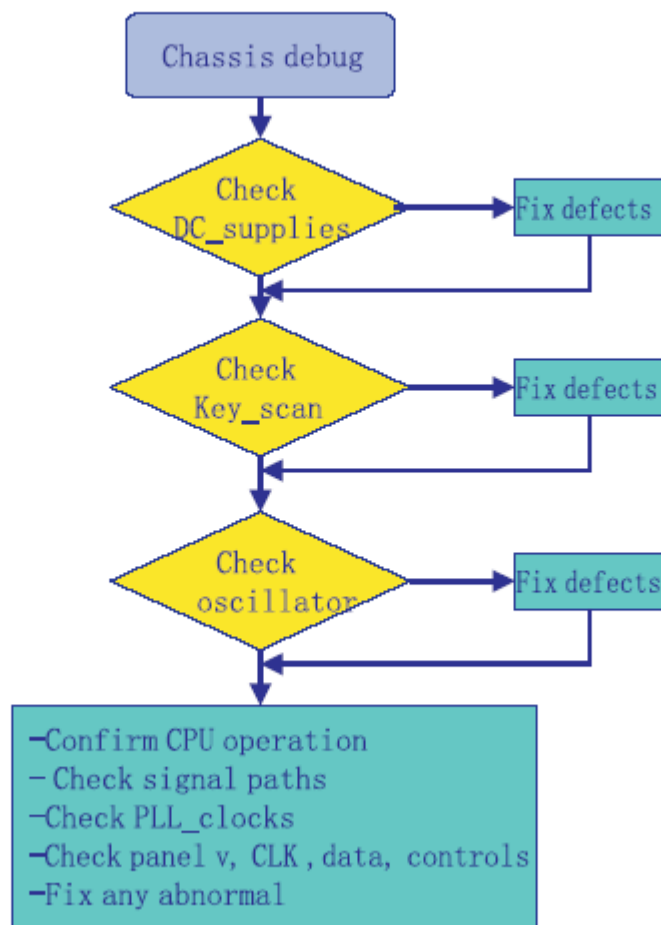 Chassis debug
Check
DC_supplies
Fix defects
Check
Key_scan
Fix defects
Check
oscillator
Fix defects
-Confirm CPU operation
- Check signal paths
-Check PLL_clocks
-Check panel v, CLK , data, controls
-Fix any abnormal